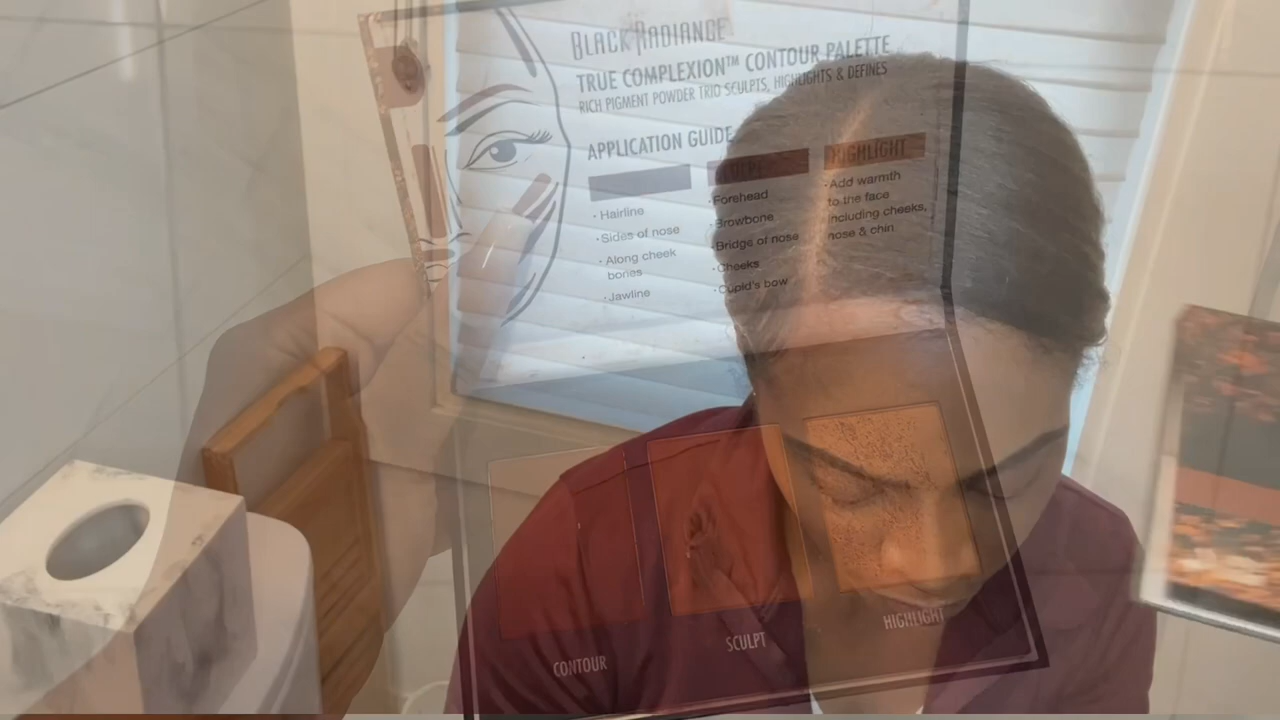 BLACK RADIANCE
TRUE COMPLEXION™ CONTOUR PALETTE
RICH PIGMENT POWDER TRIO SCULPTS, HIGHLIGHTS & DEFINES
APPLICATION GUIDE
· Hairline
· Sides of nose
· Along cheek
bones
· Jawline
SCULPT
· Forehead
· Browbone
· Bridge of nose
· Cheeks
· Cupid's bow
HIGHLIGHT
· Add warmth
to the face
including cheeks,
nose & chin
CONTOUR
SCULPT
HIGHLIGHT